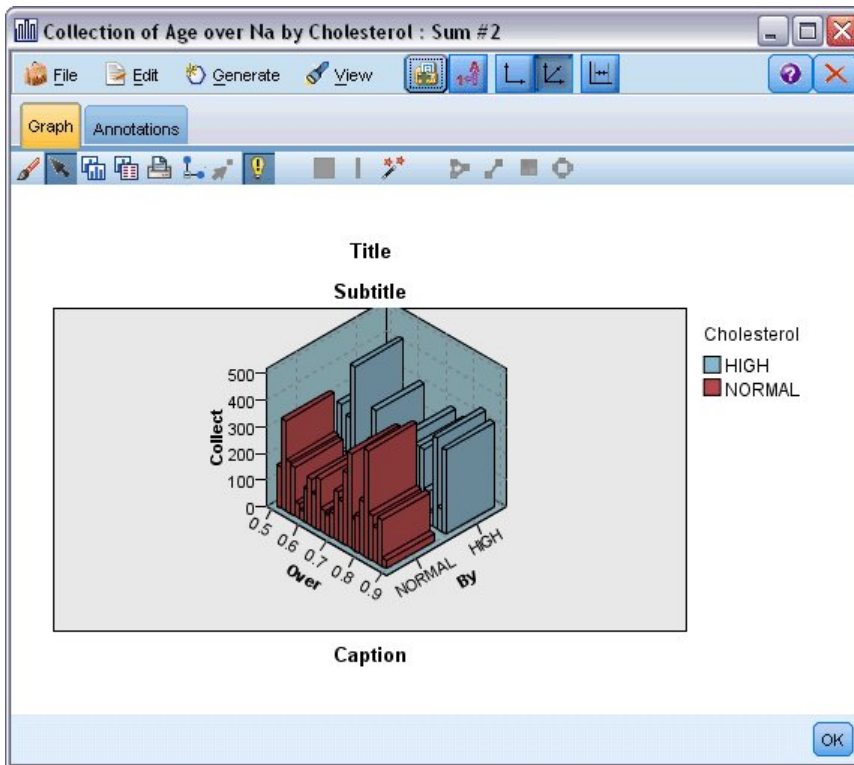 Collection of Age over Na by Cholesterol : Sum #2
File Edit Generate View
Graph Annotations
Title
Subtitle
Cholesterol
HIGH
NORMAL
Collect
500
400
300
200
100
0
0.5
0.6
0.7
0.8
0.9
Over
NORMAL
HIGH
By
Caption
OK